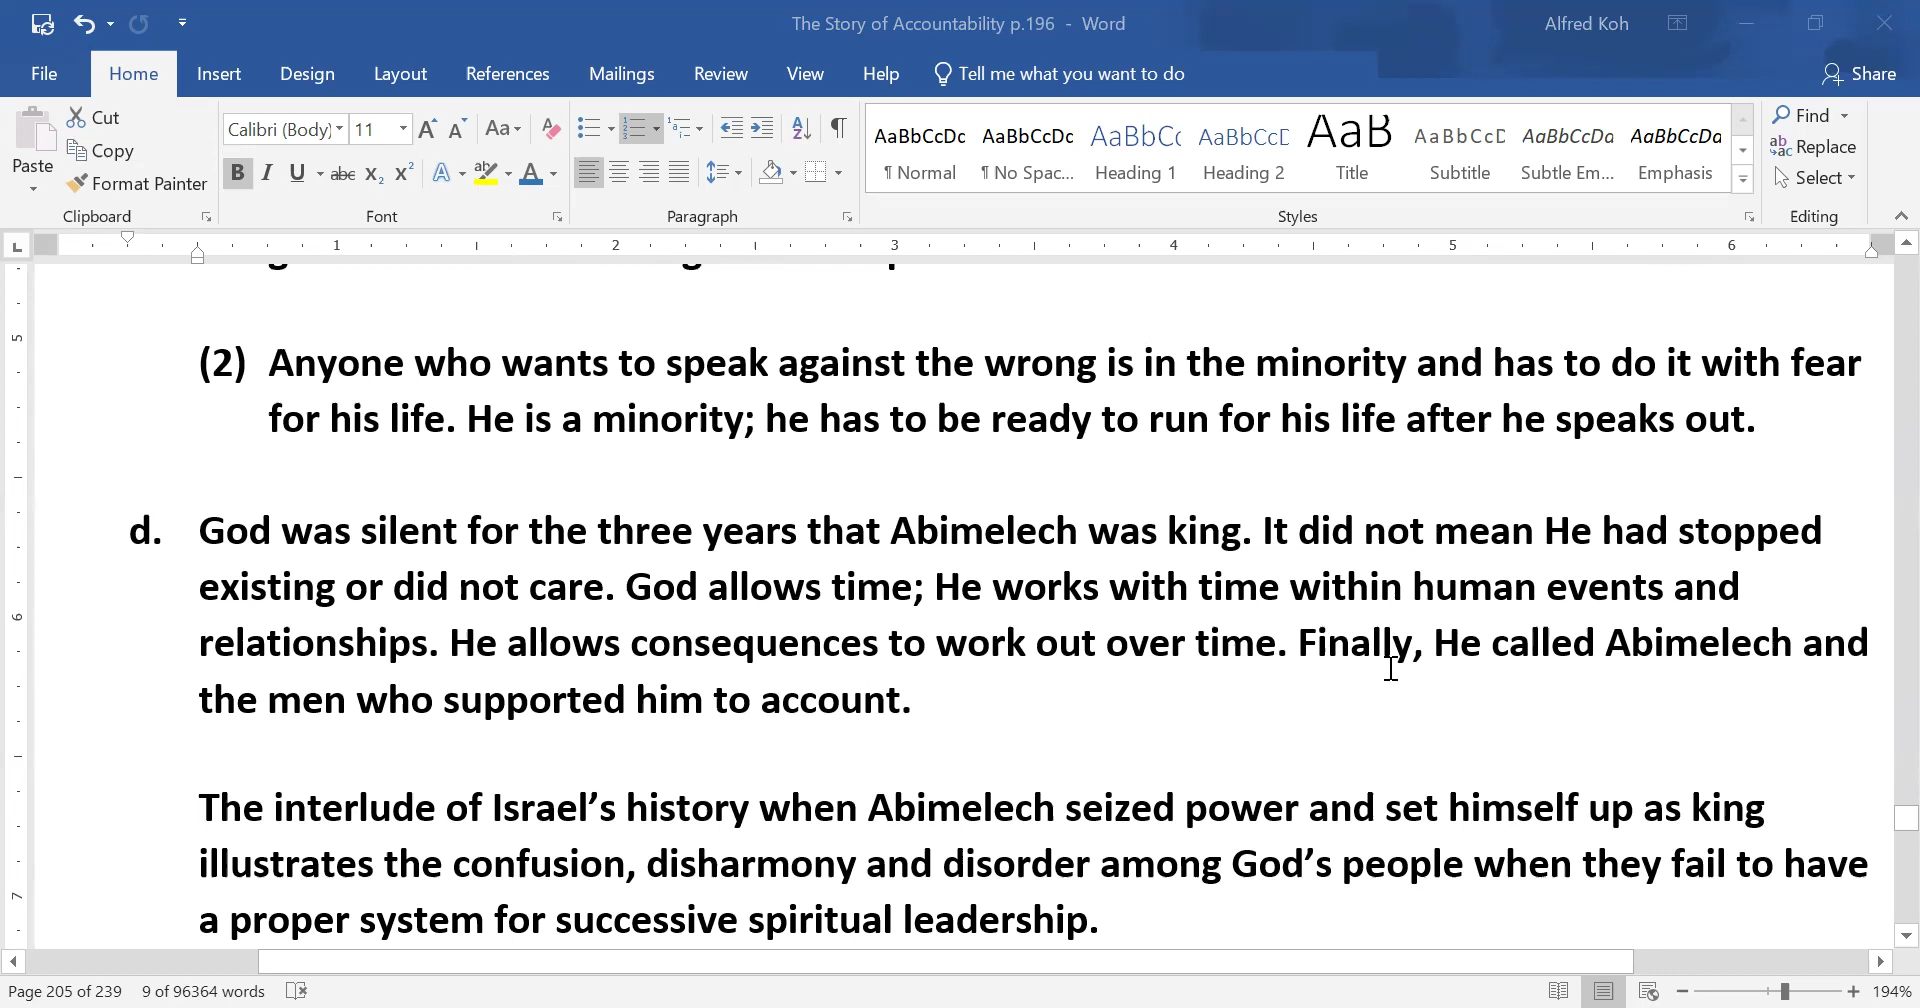 The Story of Accountability p.196 - Word
Alfred Koh
File Home Insert Design Layout References Mailings Review View Help Tell me what you want to do Share
Paste
Cut
Copy
Format Painter
Clipboard
Calibri (Body) 11
Font
Paragraph
AaBbCcDc AaBbCcDc AaBbC( AaBbCcD AaB AaBbCcD AaBbCcDa AaBbCcDa
¶ Normal ¶ No Spac... Heading 1 Heading 2 Title Subtitle Subtle Em... Emphasis
Styles
Find
Replace
Select
Editing
1 2 3 4 5 6
5
6
7
(2) Anyone who wants to speak against the wrong is in the minority and has to do it with fear
for his life. He is a minority; he has to be ready to run for his life after he speaks out.
d. God was silent for the three years that Abimelech was king. It did not mean He had stopped
existing or did not care. God allows time; He works with time within human events and
relationships. He allows consequences to work out over time. Finally, He called Abimelech and
the men who supported him to account.
The interlude of Israel’s history when Abimelech seized power and set himself up as king
illustrates the confusion, disharmony and disorder among God’s people when they fail to have
a proper system for successive spiritual leadership.
Page 205 of 239 9 of 96364 words 194%